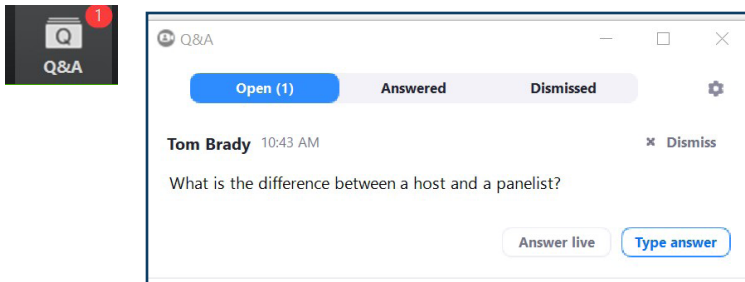 1
Q
Q&A
Q&A
Open (1) Answered Dismissed
Tom Brady 10:43 AM × Dismiss
What is the difference between a host and a panelist?
Answer live Type answer